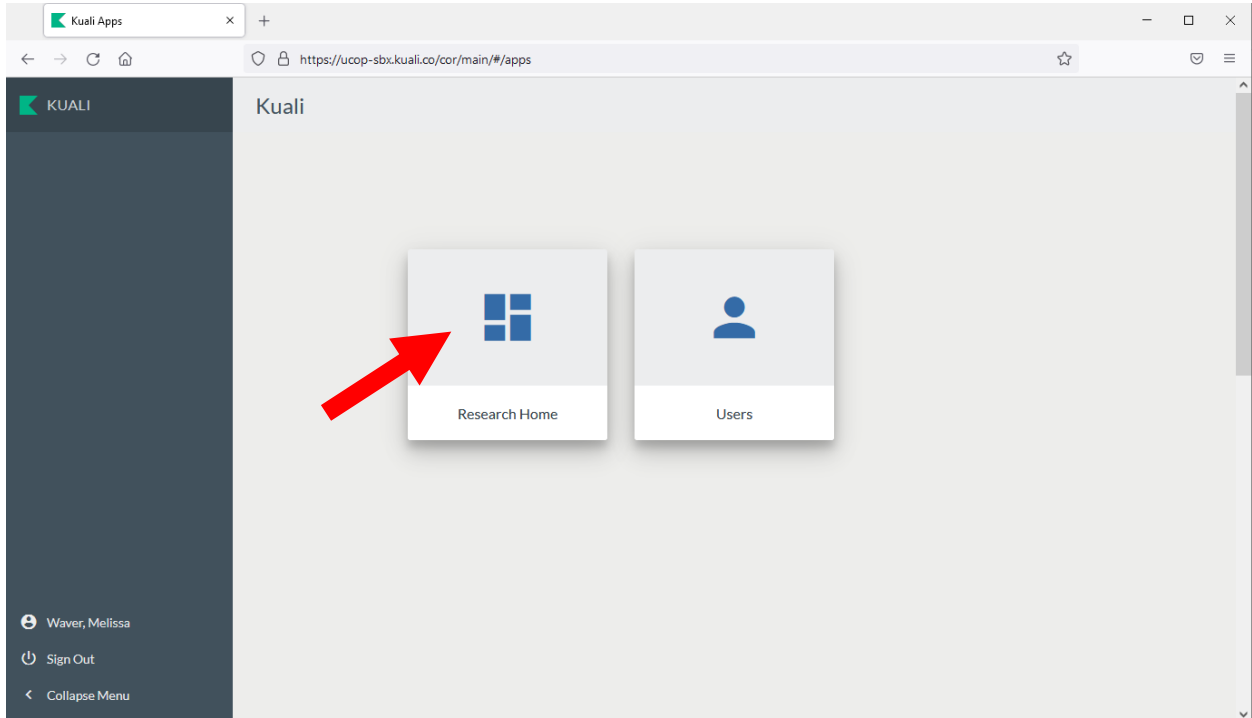 Kuali Apps
https://ucop-sbx.kuali.co/cor/main/#/apps
KUALI
Kuali
Research Home
Users
Waver, Melissa
Sign Out
Collapse Menu